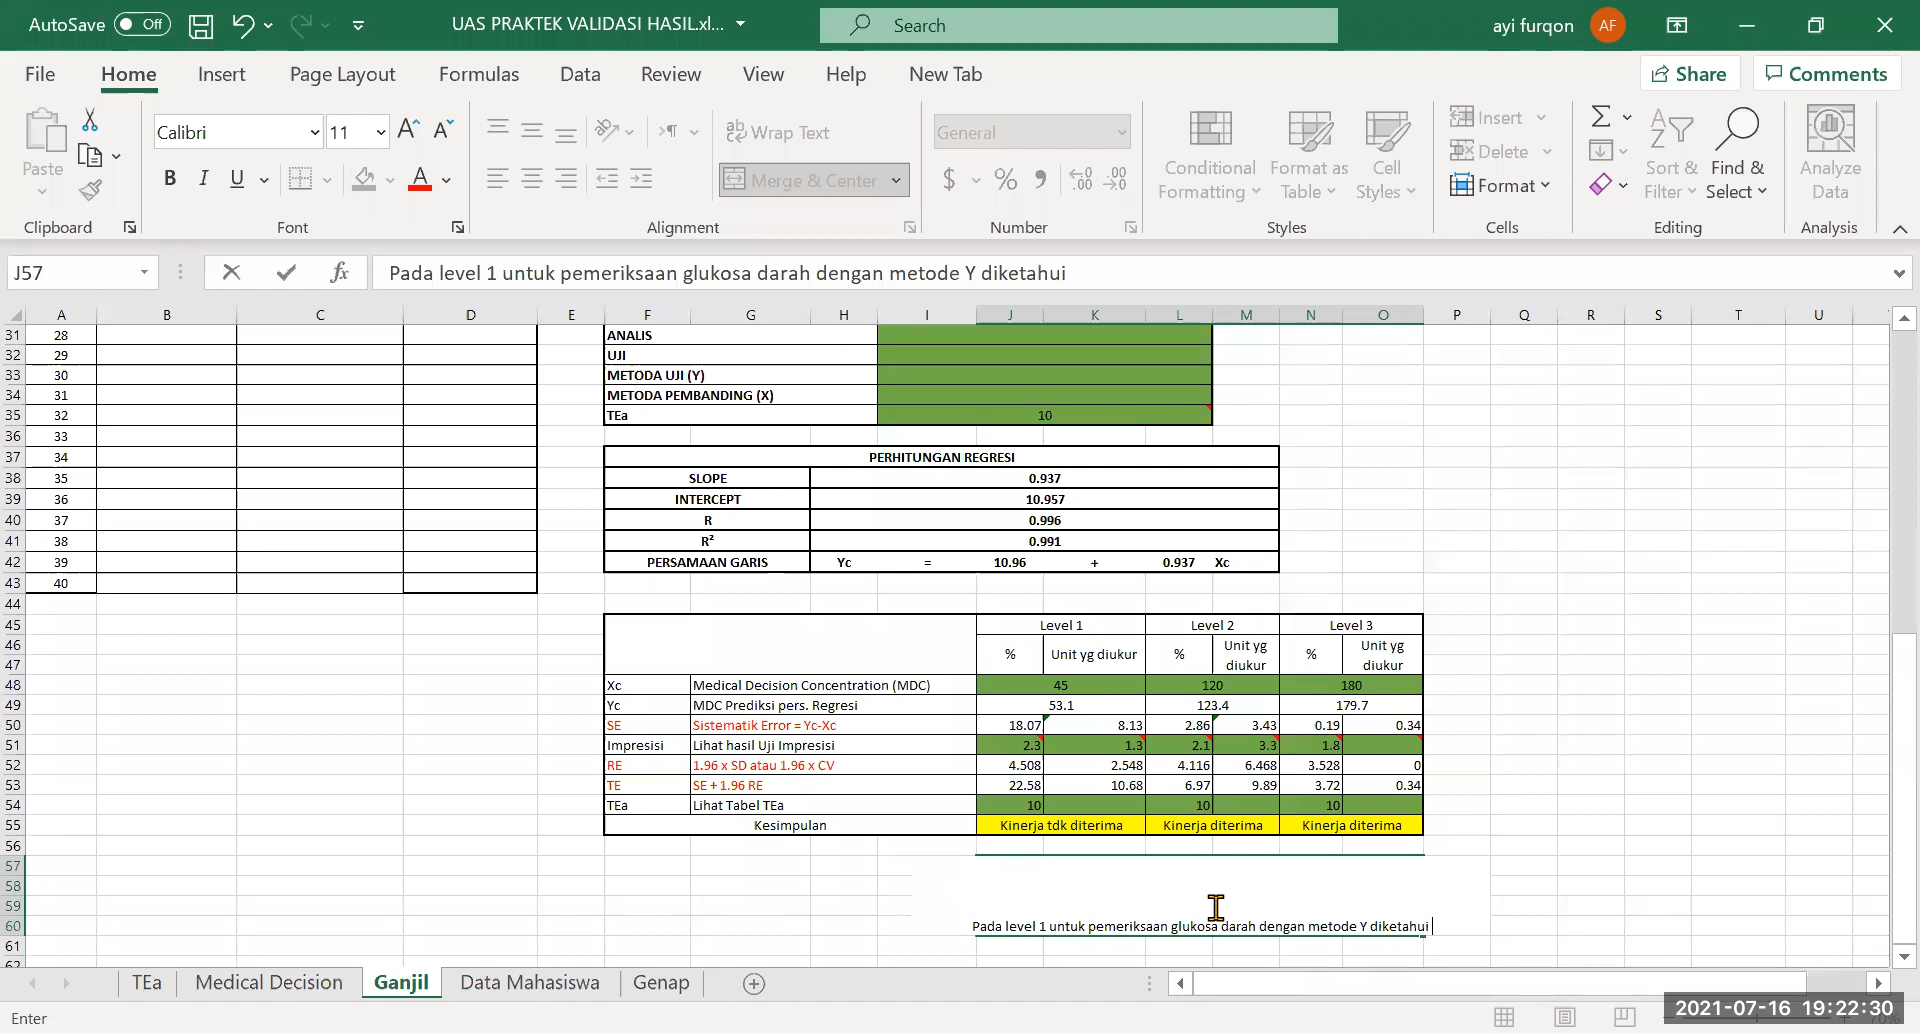 AutoSave Off UAS PRAKTEK VALIDASI HASIL.xl... Search ayi furqon AF
File Home Insert Page Layout Formulas Data Review View Help New Tab Share Comments
Paste Calibri 11 Wrap Text General Conditional Formatting Format as Table Cell Styles Insert Delete Format Sort & Filter Find & Select Analyze Data
B I U Merge & Center $ % 9
Clipboard Font Alignment Number Styles Cells Editing Analysis
J57 fx Pada level 1 untuk pemeriksaan glukosa darah dengan metode Y diketahui
A B C D E F G H I J K L M N O P Q R S T U
31 28 ANALIS
32 29 UJI
33 30 METODA UJI (Y)
34 31 METODA PEMBANDING (X)
35 32 TEa 10
36 33
37 34 PERHITUNGAN REGRESI
38 35 SLOPE 0.937
39 36 INTERCEPT 10.957
40 37 R 0.996
41 38 R² 0.991
42 39 PERSAMAAN GARIS Yc = 10.96 + 0.937 Xc
43 40
44
45 Level 1 Level 2 Level 3
46 % Unit yg diukur % Unit yg diukur % Unit yg diukur
47
48 Xc Medical Decision Concentration (MDC) 45 120 180
49 Yc MDC Prediksi pers. Regresi 53.1 123.4 179.7
50 SE Sistematik Error = Yc-Xc 18.07 8.13 2.86 3.43 0.19 0.34
51 Impresisi Lihat hasil Uji Impresisi 2.3 1.3 2.1 3.3 1.8
52 RE 1.96 x SD atau 1.96 x CV 4.508 2.548 4.116 6.468 3.528 0
53 TE SE + 1.96 RE 22.58 10.68 6.97 9.89 3.72 0.34
54 TEa Lihat Tabel TEa 10 10 10
55 Kesimpulan Kinerja tdk diterima Kinerja diterima Kinerja diterima
56
57
58
59
60 Pada level 1 untuk pemeriksaan glukosa darah dengan metode Y diketahui
61
62
TEa Medical Decision Ganjil Data Mahasiswa Genap
Enter 2021-07-16 19:22:30